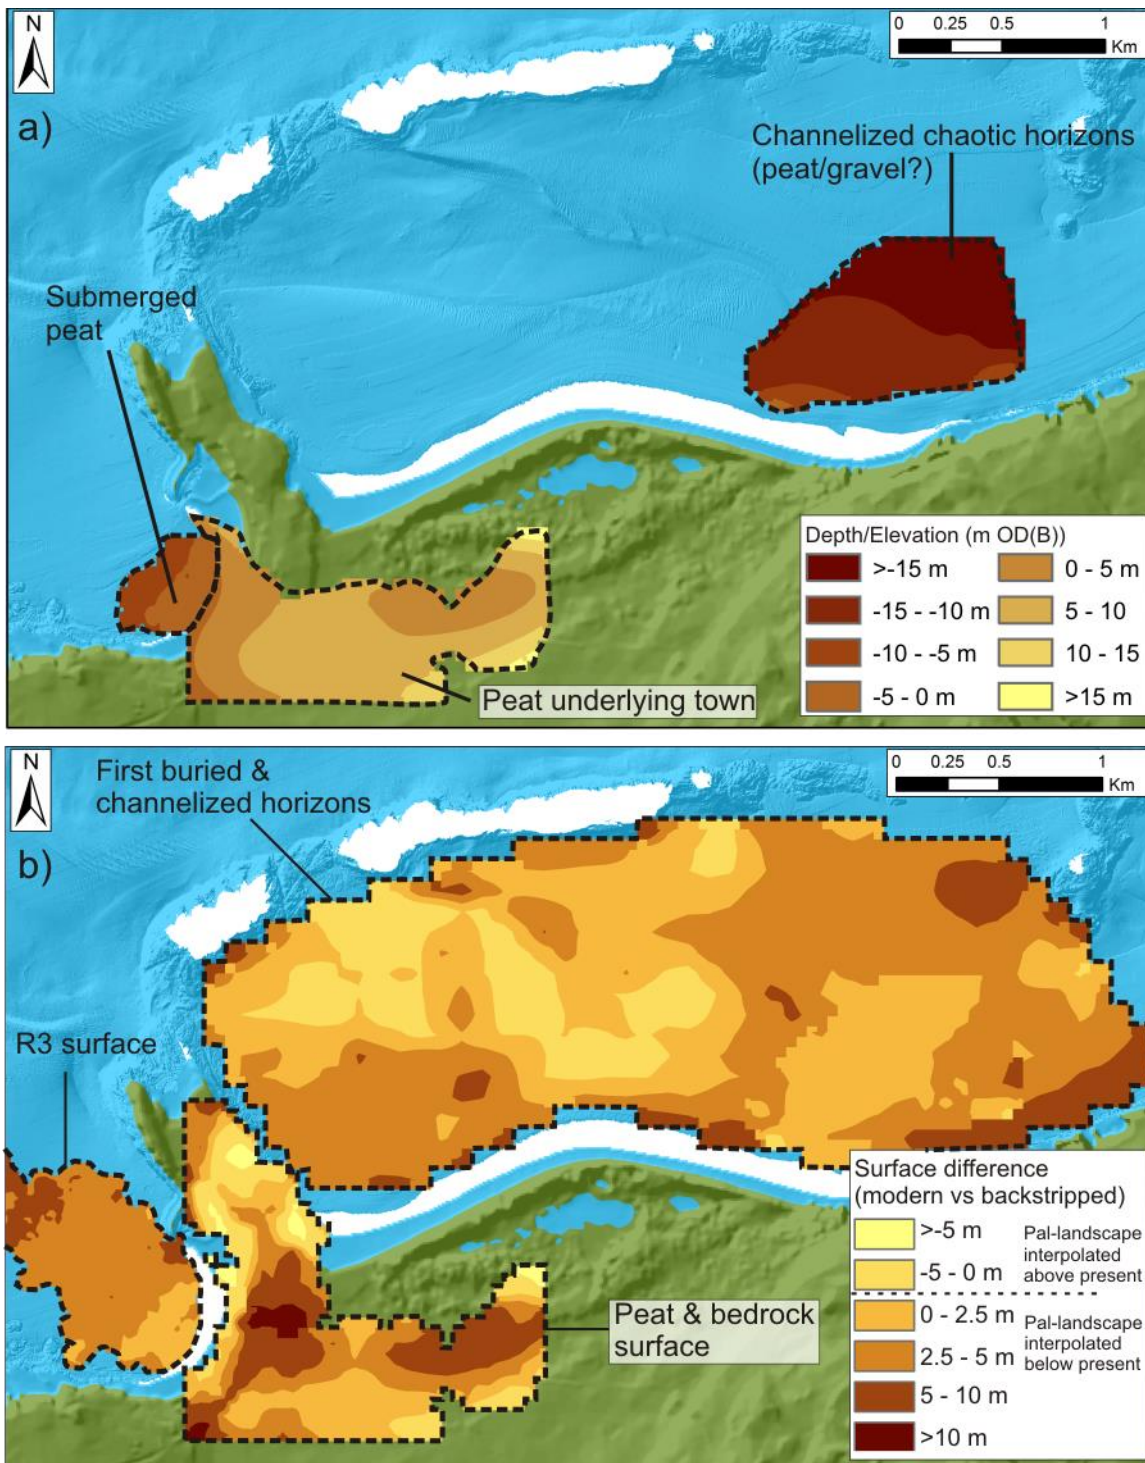 N
a)
0 0.25 0.5 1
Km
Channelized chaotic horizons
(peat/gravel?)
Submerged
peat
Peat underlying town
Depth/Elevation (m OD(B))
>-15 m
-15 - -10 m
-10 - -5 m
-5 - 0 m
0 - 5 m
5 - 10
10 - 15
>15 m
N
b)
0 0.25 0.5 1
Km
First buried &
channelized horizons
R3 surface
Peat & bedrock
surface
Surface difference
(modern vs backstripped)
>-5 m
-5 - 0 m
Pal-landscape
interpolated
above present
0 - 2.5 m
2.5 - 5 m
5 - 10 m
>10 m
Pal-landscape
interpolated
below present